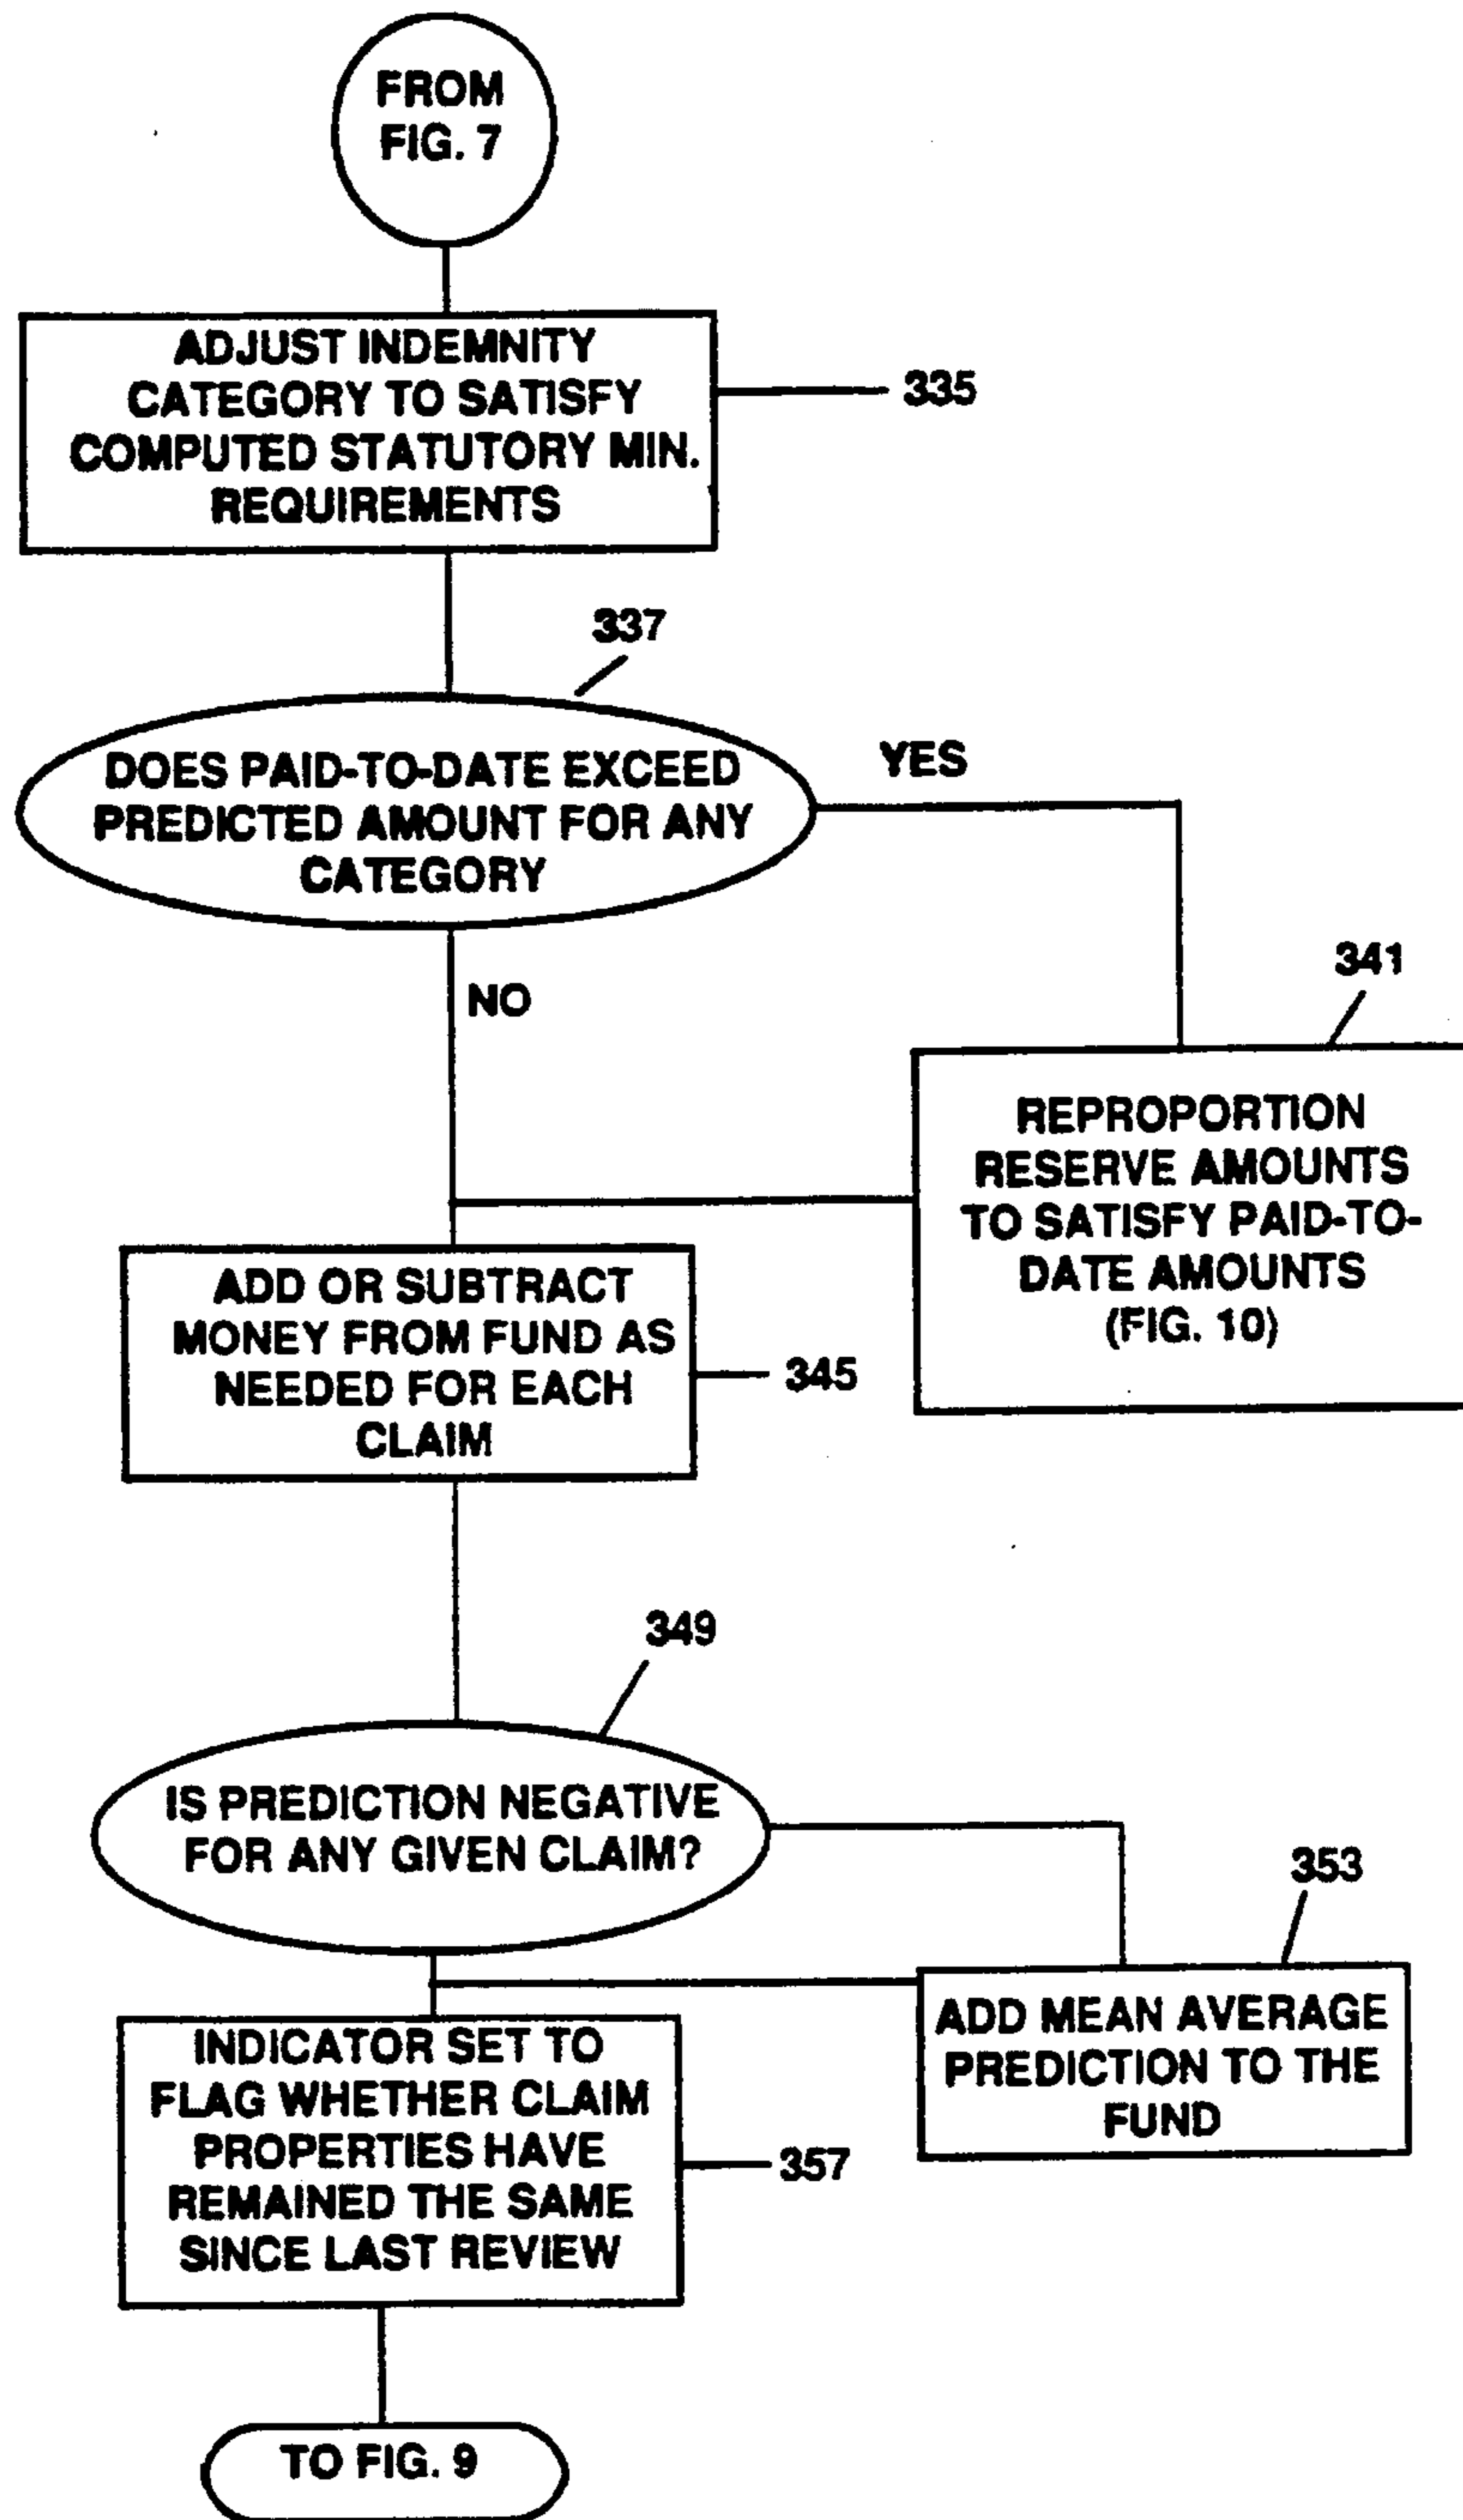 FROM
FIG. 7
ADJUST INDEMNITY
CATEGORY TO SATISFY
COMPUTED STATUTORY MIN.
REQUIREMENTS
335
337
DOES PAID-TO-DATE EXCEED
PREDICTED AMOUNT FOR ANY
CATEGORY
YES
NO
341
REPROPORTION
RESERVE AMOUNTS
TO SATISFY PAID-TO-
DATE AMOUNTS
(FIG. 10)
ADD OR SUBTRACT
MONEY FROM FUND AS
NEEDED FOR EACH
CLAIM
345
349
IS PREDICTION NEGATIVE
FOR ANY GIVEN CLAIM?
353
ADD MEAN AVERAGE
PREDICTION TO THE
FUND
INDICATOR SET TO
FLAG WHETHER CLAIM
PROPERTIES HAVE
REMAINED THE SAME
SINCE LAST REVIEW
357
TO FIG. 9